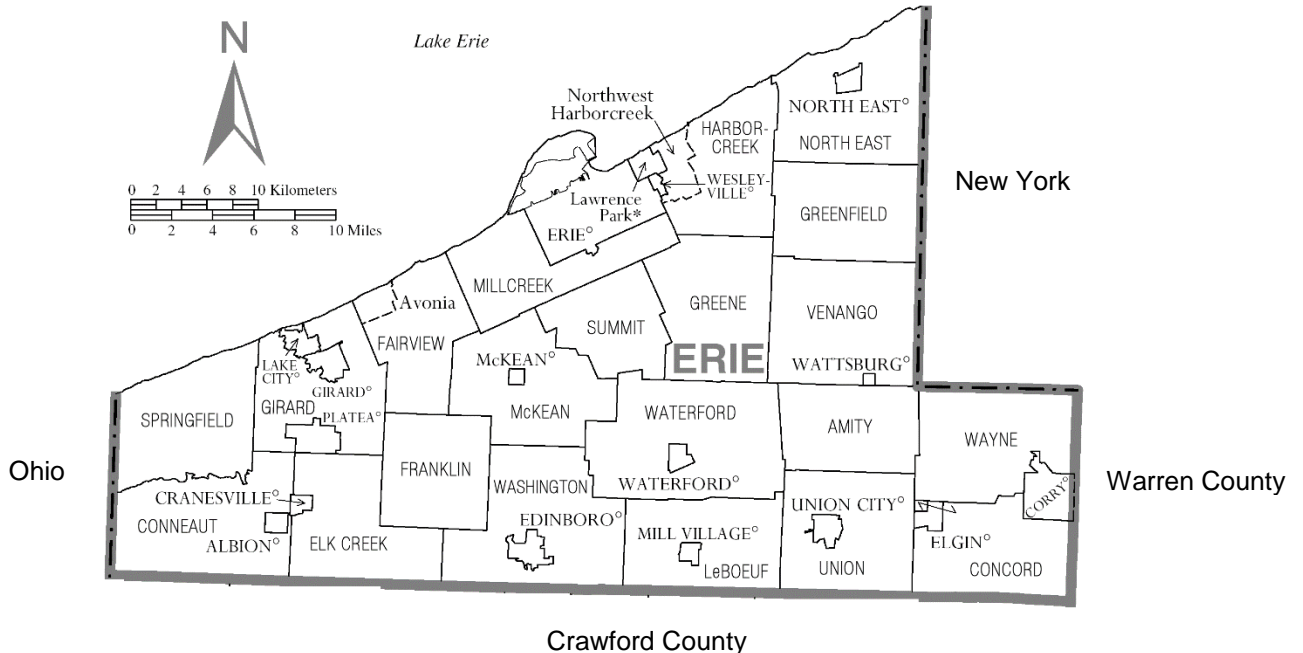 N
Lake Erie
0 2 4 6 8 10 Kilometers
0 2 4 6 8 10 Miles
Northwest
Harborcreek
HARBOR-
CREEK
NORTH EAST°
NORTH EAST
New York
WESLEY-
VILLE°
Lawrence
Park*
ERIE°
GREENFIELD
MILLCREEK
Avonia
FAIRVIEW
SUMMIT
GREENE
VENANGO
ERIE
WATTSBURG°
LAKE
CITY°
GIRARD°
GIRARD
PLATEA°
McKEAN°
McKEAN
SPRINGFIELD
WATERFORD
AMITY
WAYNE
Ohio
FRANKLIN
WASHINGTON
WATERFORD°
CORRY°
Warren County
CRANESVILLE°
CONNEAUT
ALBION°
ELK CREEK
EDINBORO°
MILL VILLAGE°
LeBOEUF
UNION CITY°
UNION
ELGIN°
CONCORD
Crawford County